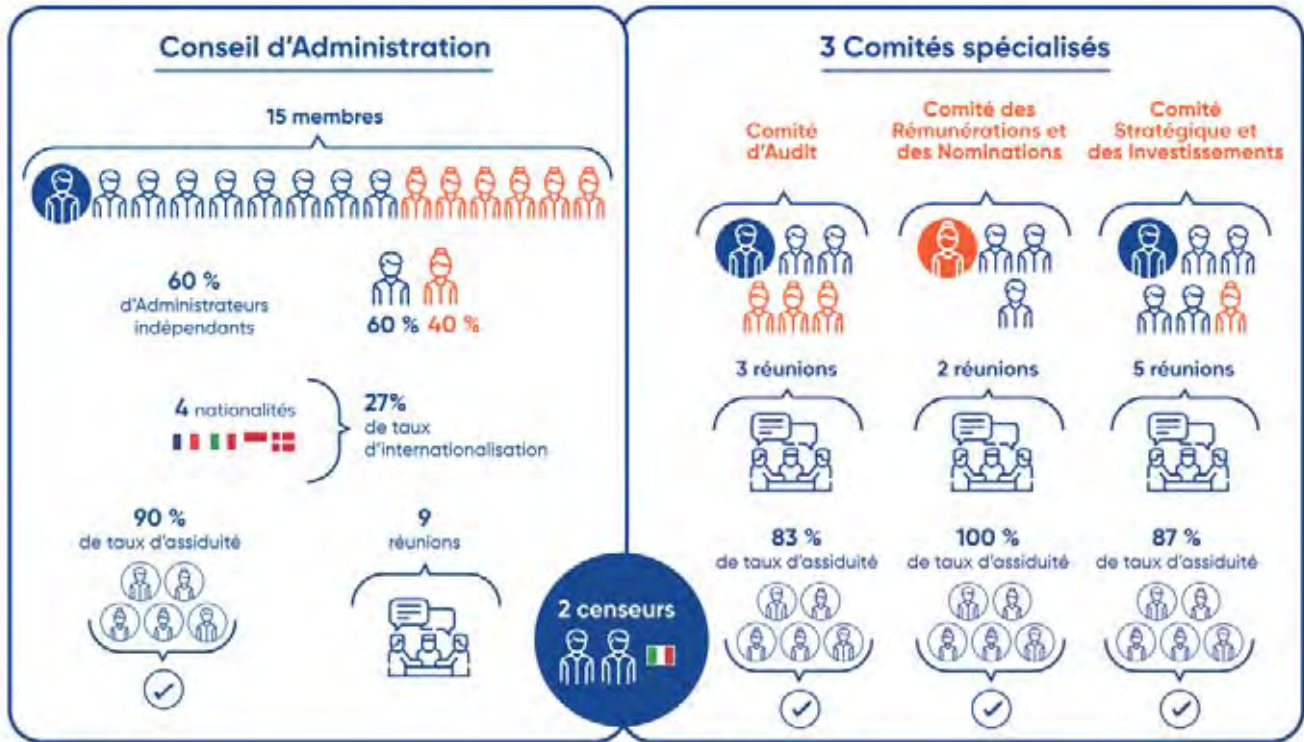 Conseil d'Administration
15 membres
60 %
d'Administrateurs
indépendants
60 % 40 %
4 nationalités
27%
de taux
d'internationalisation
90 %
de taux d'assiduité
9
réunions
2 censeurs
3 Comités spécialisés
Comité
d'Audit
Comité des
Rémunérations et
des Nominations
Comité
Stratégique et
des Investissements
3 réunions
2 réunions
5 réunions
83 %
de taux d'assiduité
100 %
de taux d'assiduité
87 %
de taux d'assiduité